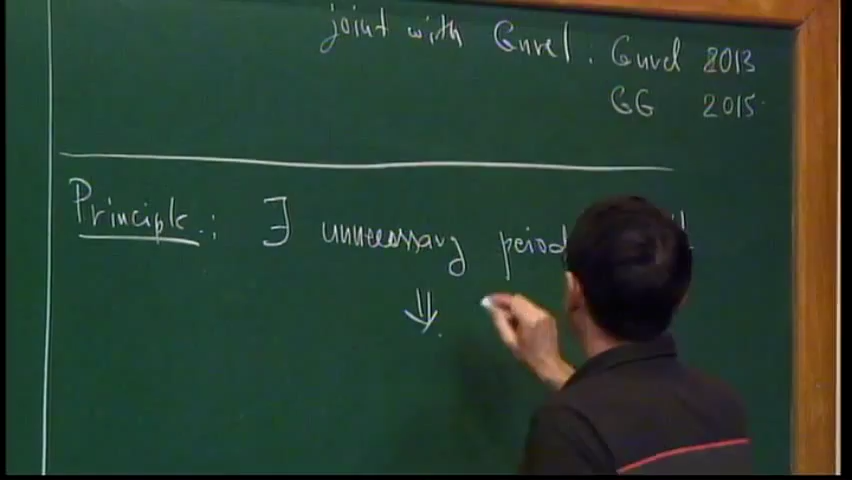 joint with Gurel : Gurel 2013
GG 2015
Principle : ∃ unnecessary period
⇓